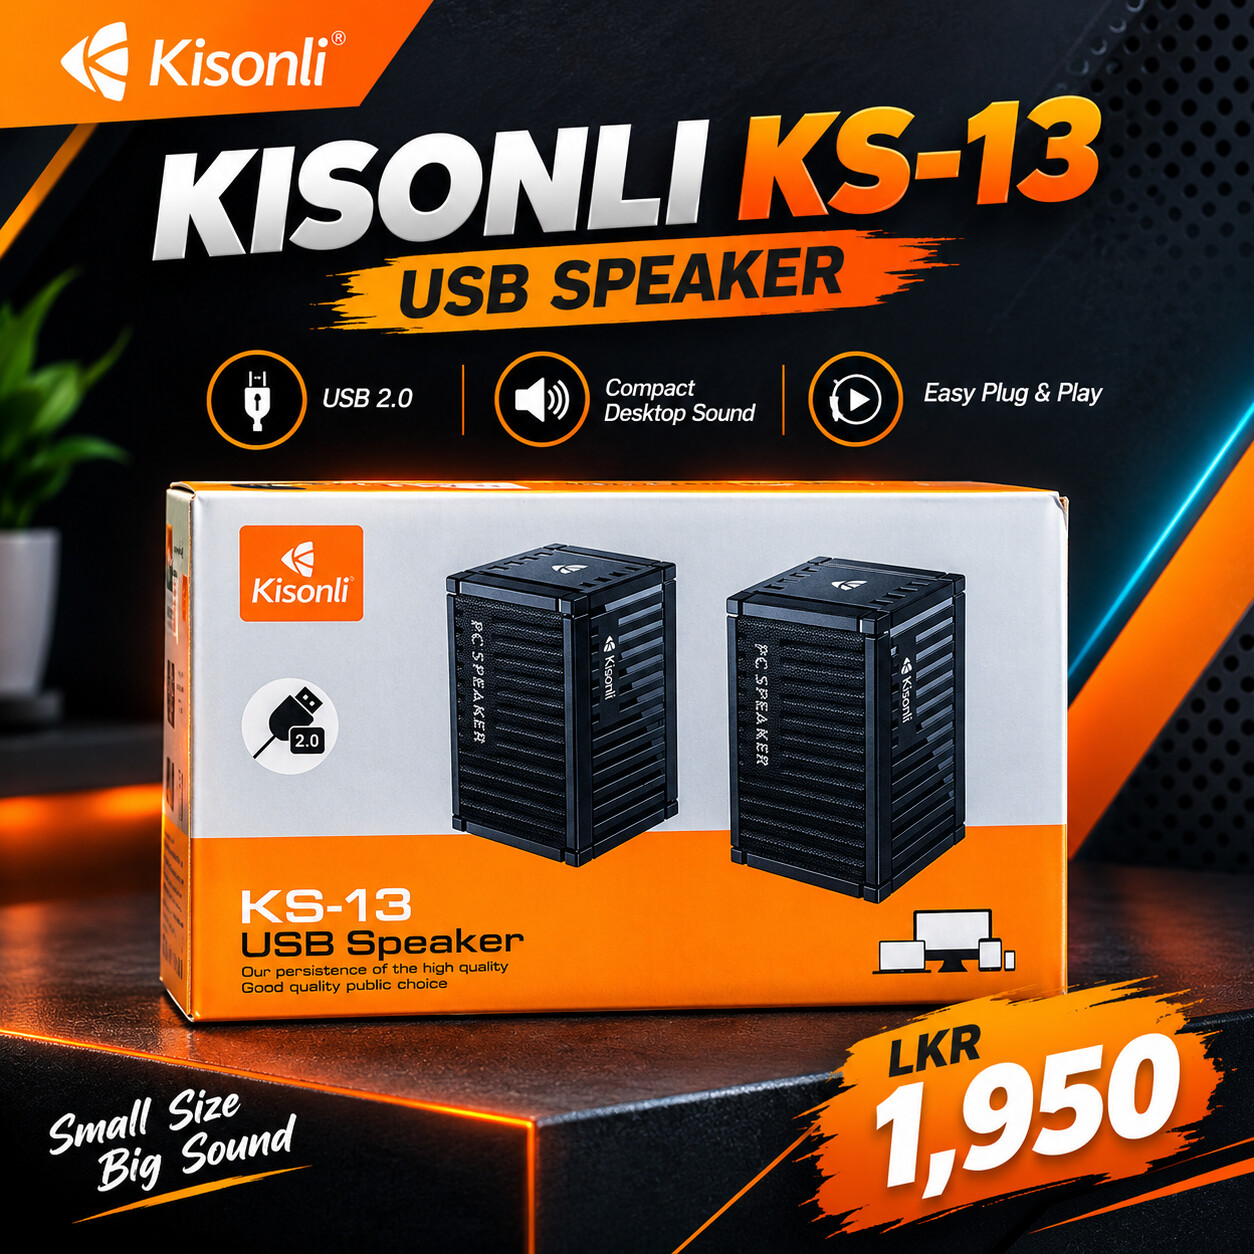 Kisonli®
KISONLI KS-13
USB SPEAKER
USB 2.0
Compact
Desktop Sound
Easy Plug & Play
Kisonli
2.0
PC SPEAKER
Kisonli
PC SPEAKER
Kisonli
KS-13
USB Speaker
Our persistence of the high quality
Good quality public choice
LKR
1,950
Small Size
Big Sound